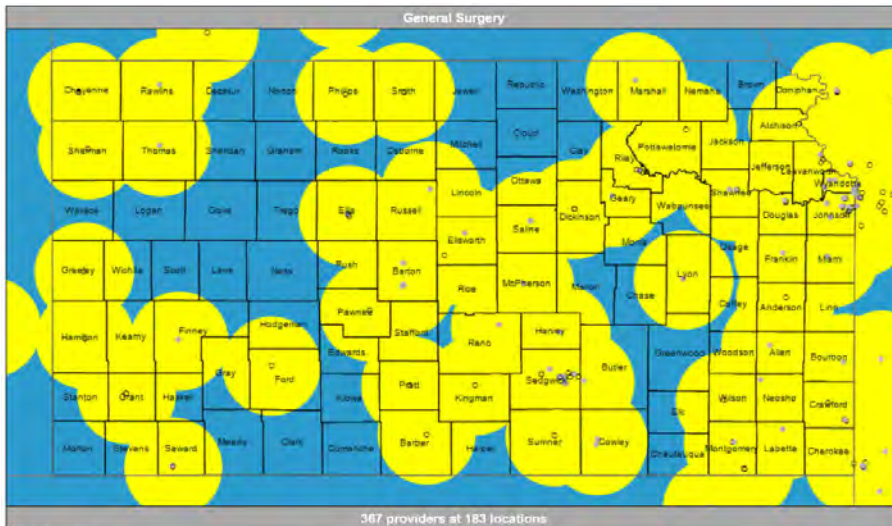 General Surgery
Cheyenne Rawlins Decatur Norton Phillips Smith Jewell Republic Washington Marshall Nemaha Brown Doniphan
Atchison
Sherman Thomas Sheridan Graham Rooks Osborne Mitchell Cloud Clay Riley Pottawatomie Jackson Jefferson Leavenworth
Wyandotte
Wallace Logan Gove Trego Ellis Russell Lincoln Ottawa Dickinson Geary Wabaunsee Shawnee Douglas Johnson
Saline
Ellsworth Morris Osage
Greeley Wichita Scott Lane Ness Rush Barton Rice McPherson Marion Chase Lyon Franklin Miami
Coffey Anderson Linn
Pawnee
Hamilton Kearny Finney Hodgeman Stafford Reno Harvey
Edwards
Gray Ford Sedgwick Butler Greenwood Woodson Allen Bourbon
Stanton Grant Haskell Kiowa Pratt Kingman Elk Wilson Neosho Crawford
Morton Stevens Seward Meade Clark Comanche Barber Harper Sumner Cowley Chautauqua Montgomery Labette Cherokee
367 providers at 183 locations